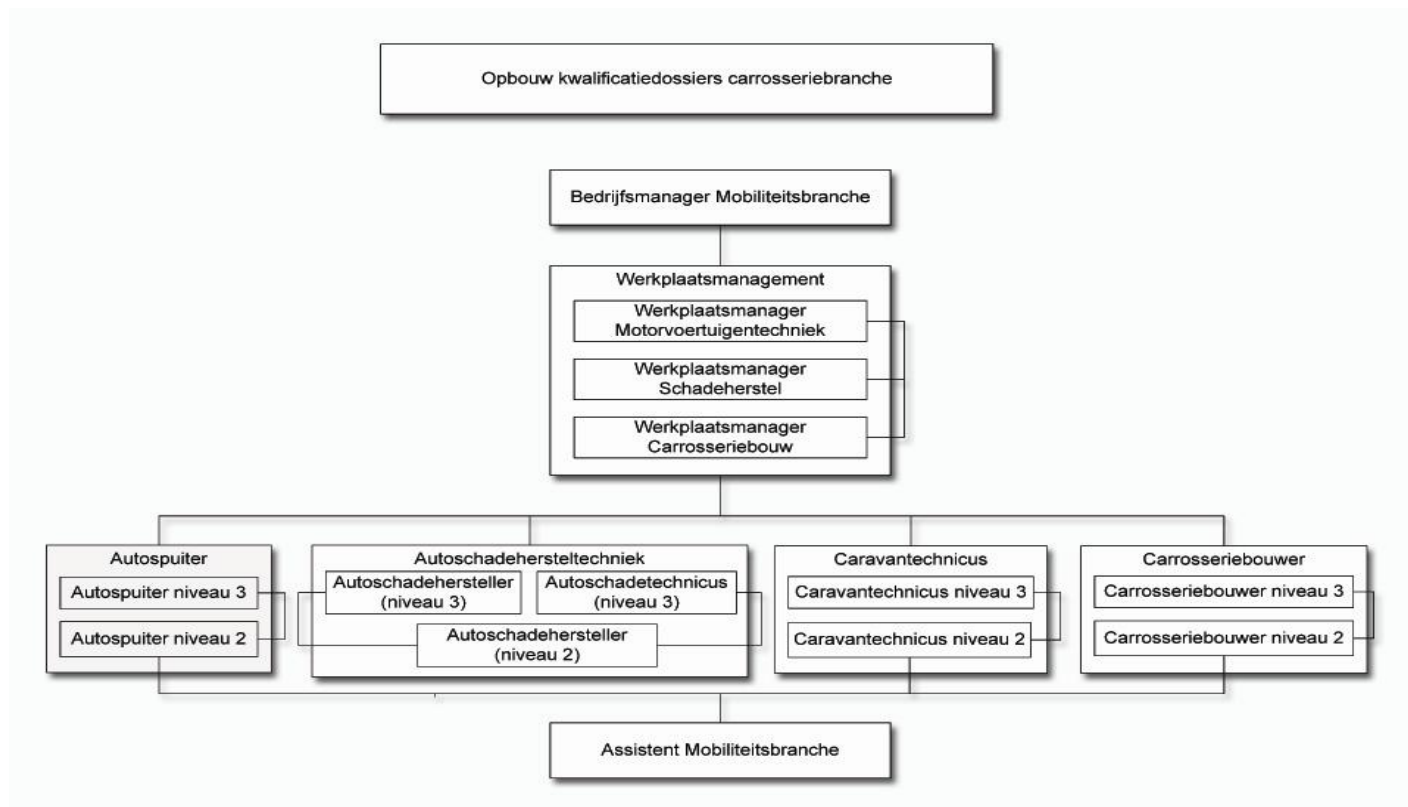 Opbouw kwalificatiedossiers carrosseriebranche
Bedrijfsmanager Mobiliteitsbranche
Werkplaatsmanagement
Werkplaatsmanager
Motorvoertuigentechniek
Werkplaatsmanager
Schadeherstel
Werkplaatsmanager
Carrosseriebouw
Autospuiter
Autospuiter niveau 3
Autospuiter niveau 2
Autoschadehersteltechniek
Autoschadehersteller
(niveau 3)
Autoschadetechnicus
(niveau 3)
Autoschadehersteller
(niveau 2)
Caravantechnicus
Caravantechnicus niveau 3
Caravantechnicus niveau 2
Carrosseriebouwer
Carrosseriebouwer niveau 3
Carrosseriebouwer niveau 2
Assistent Mobiliteitsbranche